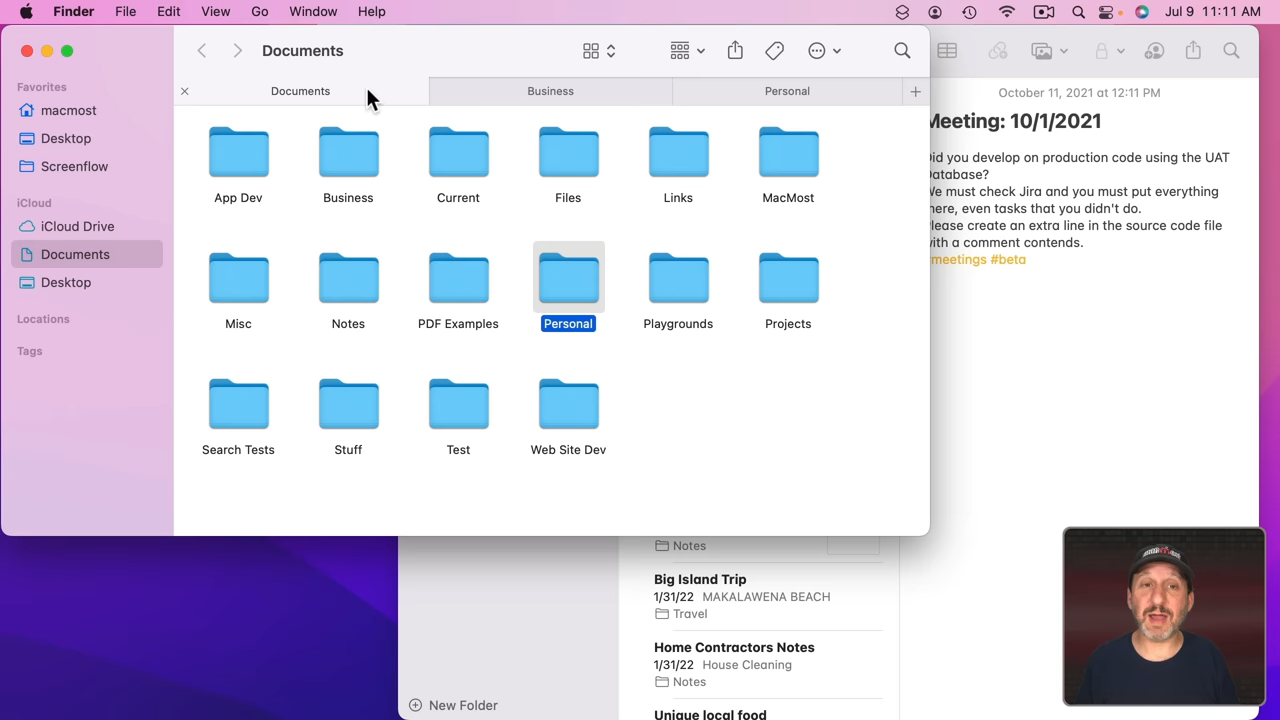 Finder File Edit View Go Window Help Jul 9 11:11 AM
Documents
Favorites
macmost
Desktop
Screenflow
iCloud
iCloud Drive
Documents
Desktop
Locations
Tags
Documents Business Personal
App Dev Business Current Files Links MacMost
Misc Notes PDF Examples Personal Playgrounds Projects
Search Tests Stuff Test Web Site Dev
October 11, 2021 at 12:11 PM
Meeting: 10/1/2021
Did you develop on production code using the UAT
Database?
We must check Jira and you must put everything
here, even tasks that you didn't do.
Please create an extra line in the source code file
with a comment contends.
#meetings #beta
Notes
Big Island Trip
1/31/22 MAKALAWENA BEACH
Travel
Home Contractors Notes
1/31/22 House Cleaning
Notes
Unique local food
New Folder